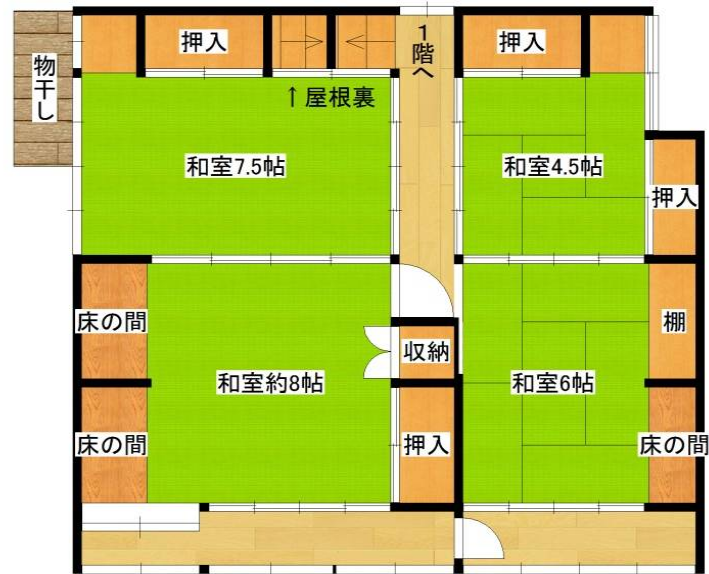 物干し
押入
↑屋根裏
1階へ
押入
和室7.5帖
和室4.5帖
押入
床の間
収納
棚
和室約8帖
和室6帖
床の間
押入
床の間